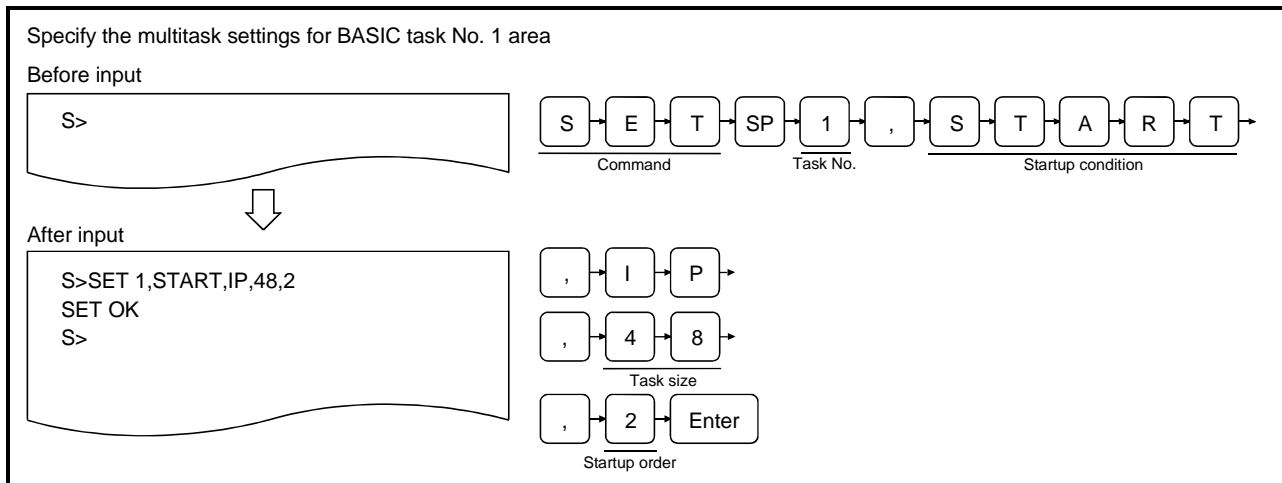 Specify the multitask settings for BASIC task No. 1 area
Before input
S>
S E T SP 1 , S T A R T
Command Task No. Startup condition
After input
S>SET 1,START,IP,48,2
SET OK
S>
, I P
, 4 8
Task size
, 2 Enter
Startup order